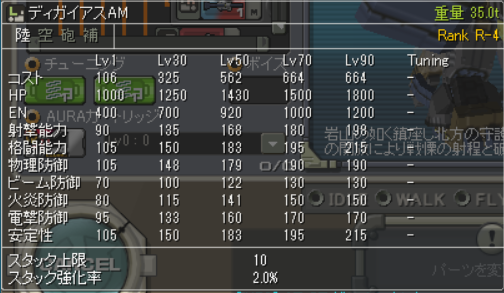 ディガイアスAM 重量 35.0t
陸 空 砲 補 Rank R-4
Lv1 Lv30 Lv50 Lv70 Lv90 Tuning
コスト 106 325 562 664 664 -
HP 1000 1250 1430 1500 1800 -
EN 400 700 920 1000 1200 -
射撃能力 90 135 168 180 198 -
格闘能力 105 150 183 195 215 -
物理防御 105 148 179 190 190 -
ビーム防御 70 100 122 130 130 -
火炎防御 80 115 141 150 150 -
電撃防御 95 133 160 170 170 -
安定性 105 150 183 195 215 -
スタック上限 10
スタック強化率 2.0%
WALK
パーツを変